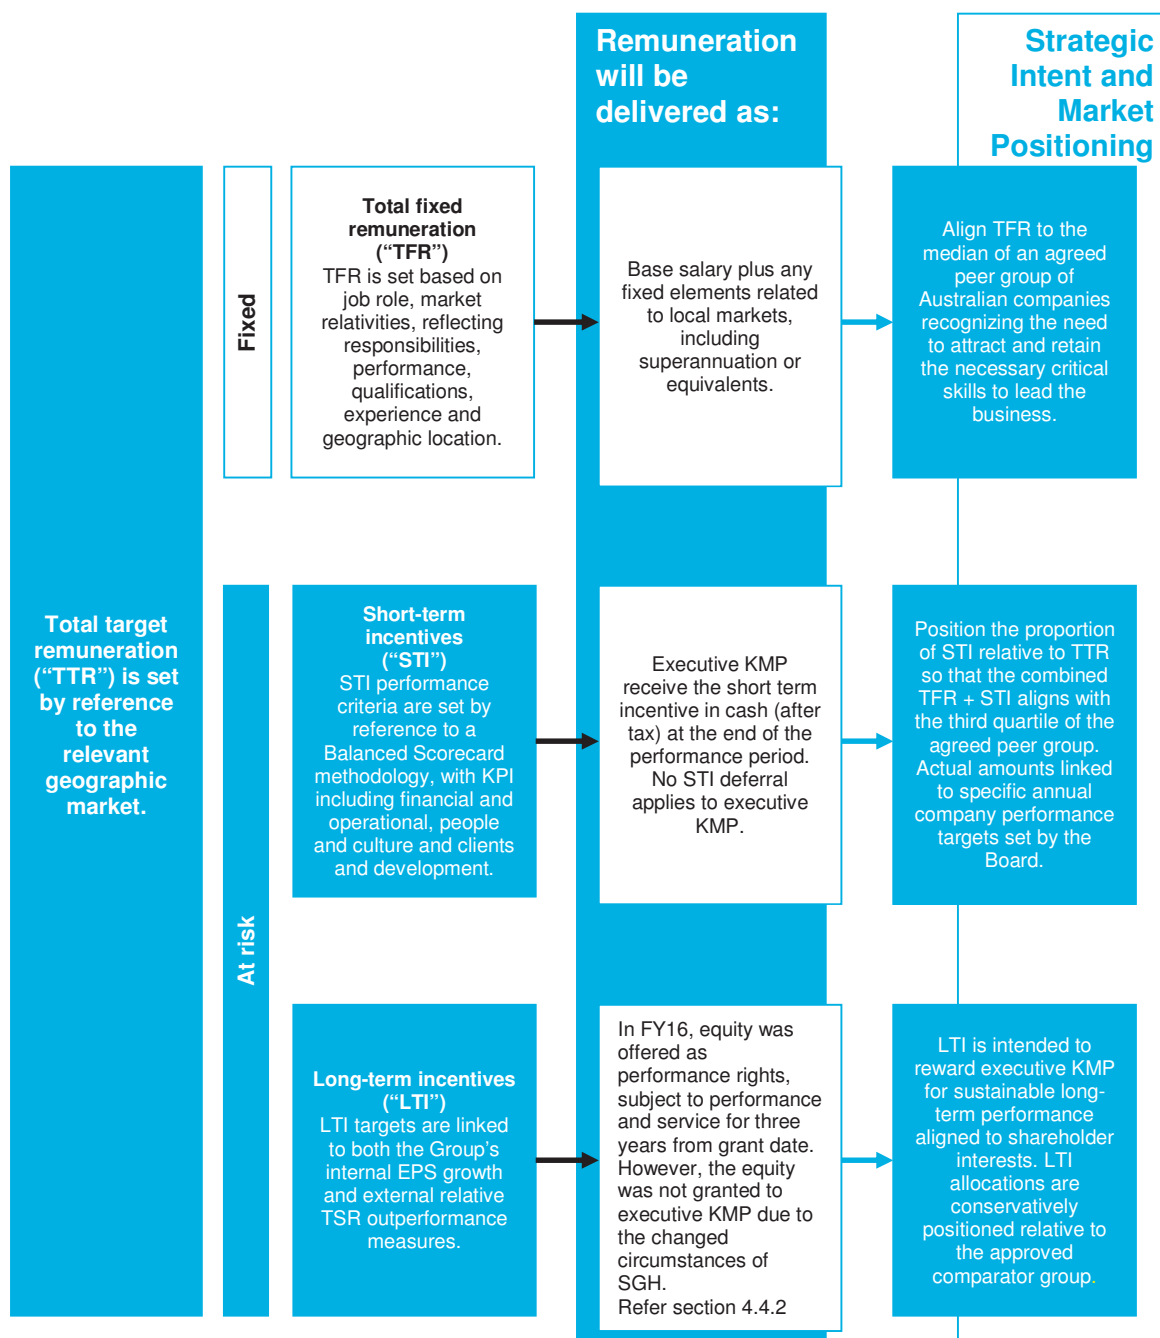 Remuneration
will be
delivered as:
Strategic
Intent and
Market
Positioning
Total target
remuneration
(“TTR”) is set
by reference
to the
relevant
geographic
market.
Fixed
Total fixed
remuneration
(“TFR”)
TFR is set based on
job role, market
relativities, reflecting
responsibilities,
performance,
qualifications,
experience and
geographic location.
Base salary plus any
fixed elements related
to local markets,
including
superannuation or
equivalents.
Align TFR to the
median of an agreed
peer group of
Australian companies
recognizing the need
to attract and retain
the necessary critical
skills to lead the
business.
At risk
Short-term
incentives
(“STI”)
STI performance
criteria are set by
reference to a
Balanced Scorecard
methodology, with KPI
including financial and
operational, people
and culture and clients
and development.
Executive KMP
receive the short term
incentive in cash (after
tax) at the end of the
performance period.
No STI deferral
applies to executive
KMP.
Position the proportion
of STI relative to TTR
so that the combined
TFR + STI aligns with
the third quartile of the
agreed peer group.
Actual amounts linked
to specific annual
company performance
targets set by the
Board.
Long-term incentives
(“LTI”)
LTI targets are linked
to both the Group’s
internal EPS growth
and external relative
TSR outperformance
measures.
In FY16, equity was
offered as
performance rights,
subject to performance
and service for three
years from grant date.
However, the equity
was not granted to
executive KMP due to
the changed
circumstances of
SGH.
Refer section 4.4.2
LTI is intended to
reward executive KMP
for sustainable long-
term performance
aligned to shareholder
interests. LTI
allocations are
conservatively
positioned relative to
the approved
comparator group.